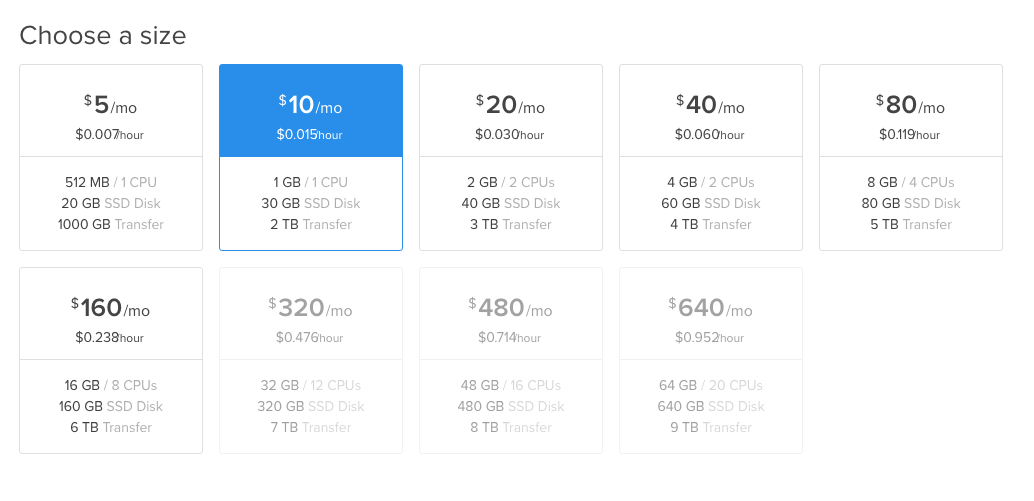 Choose a size
$5/mo
$0.007/hour
512 MB / 1 CPU
20 GB SSD Disk
1000 GB Transfer
$10/mo
$0.015/hour
1 GB / 1 CPU
30 GB SSD Disk
2 TB Transfer
$20/mo
$0.030/hour
2 GB / 2 CPUs
40 GB SSD Disk
3 TB Transfer
$40/mo
$0.060/hour
4 GB / 2 CPUs
60 GB SSD Disk
4 TB Transfer
$80/mo
$0.119/hour
8 GB / 4 CPUs
80 GB SSD Disk
5 TB Transfer
$160/mo
$0.238/hour
16 GB / 8 CPUs
160 GB SSD Disk
6 TB Transfer
$320/mo
$0.476/hour
32 GB / 12 CPUs
320 GB SSD Disk
7 TB Transfer
$480/mo
$0.714/hour
48 GB / 16 CPUs
480 GB SSD Disk
8 TB Transfer
$640/mo
$0.952/hour
64 GB / 20 CPUs
640 GB SSD Disk
9 TB Transfer